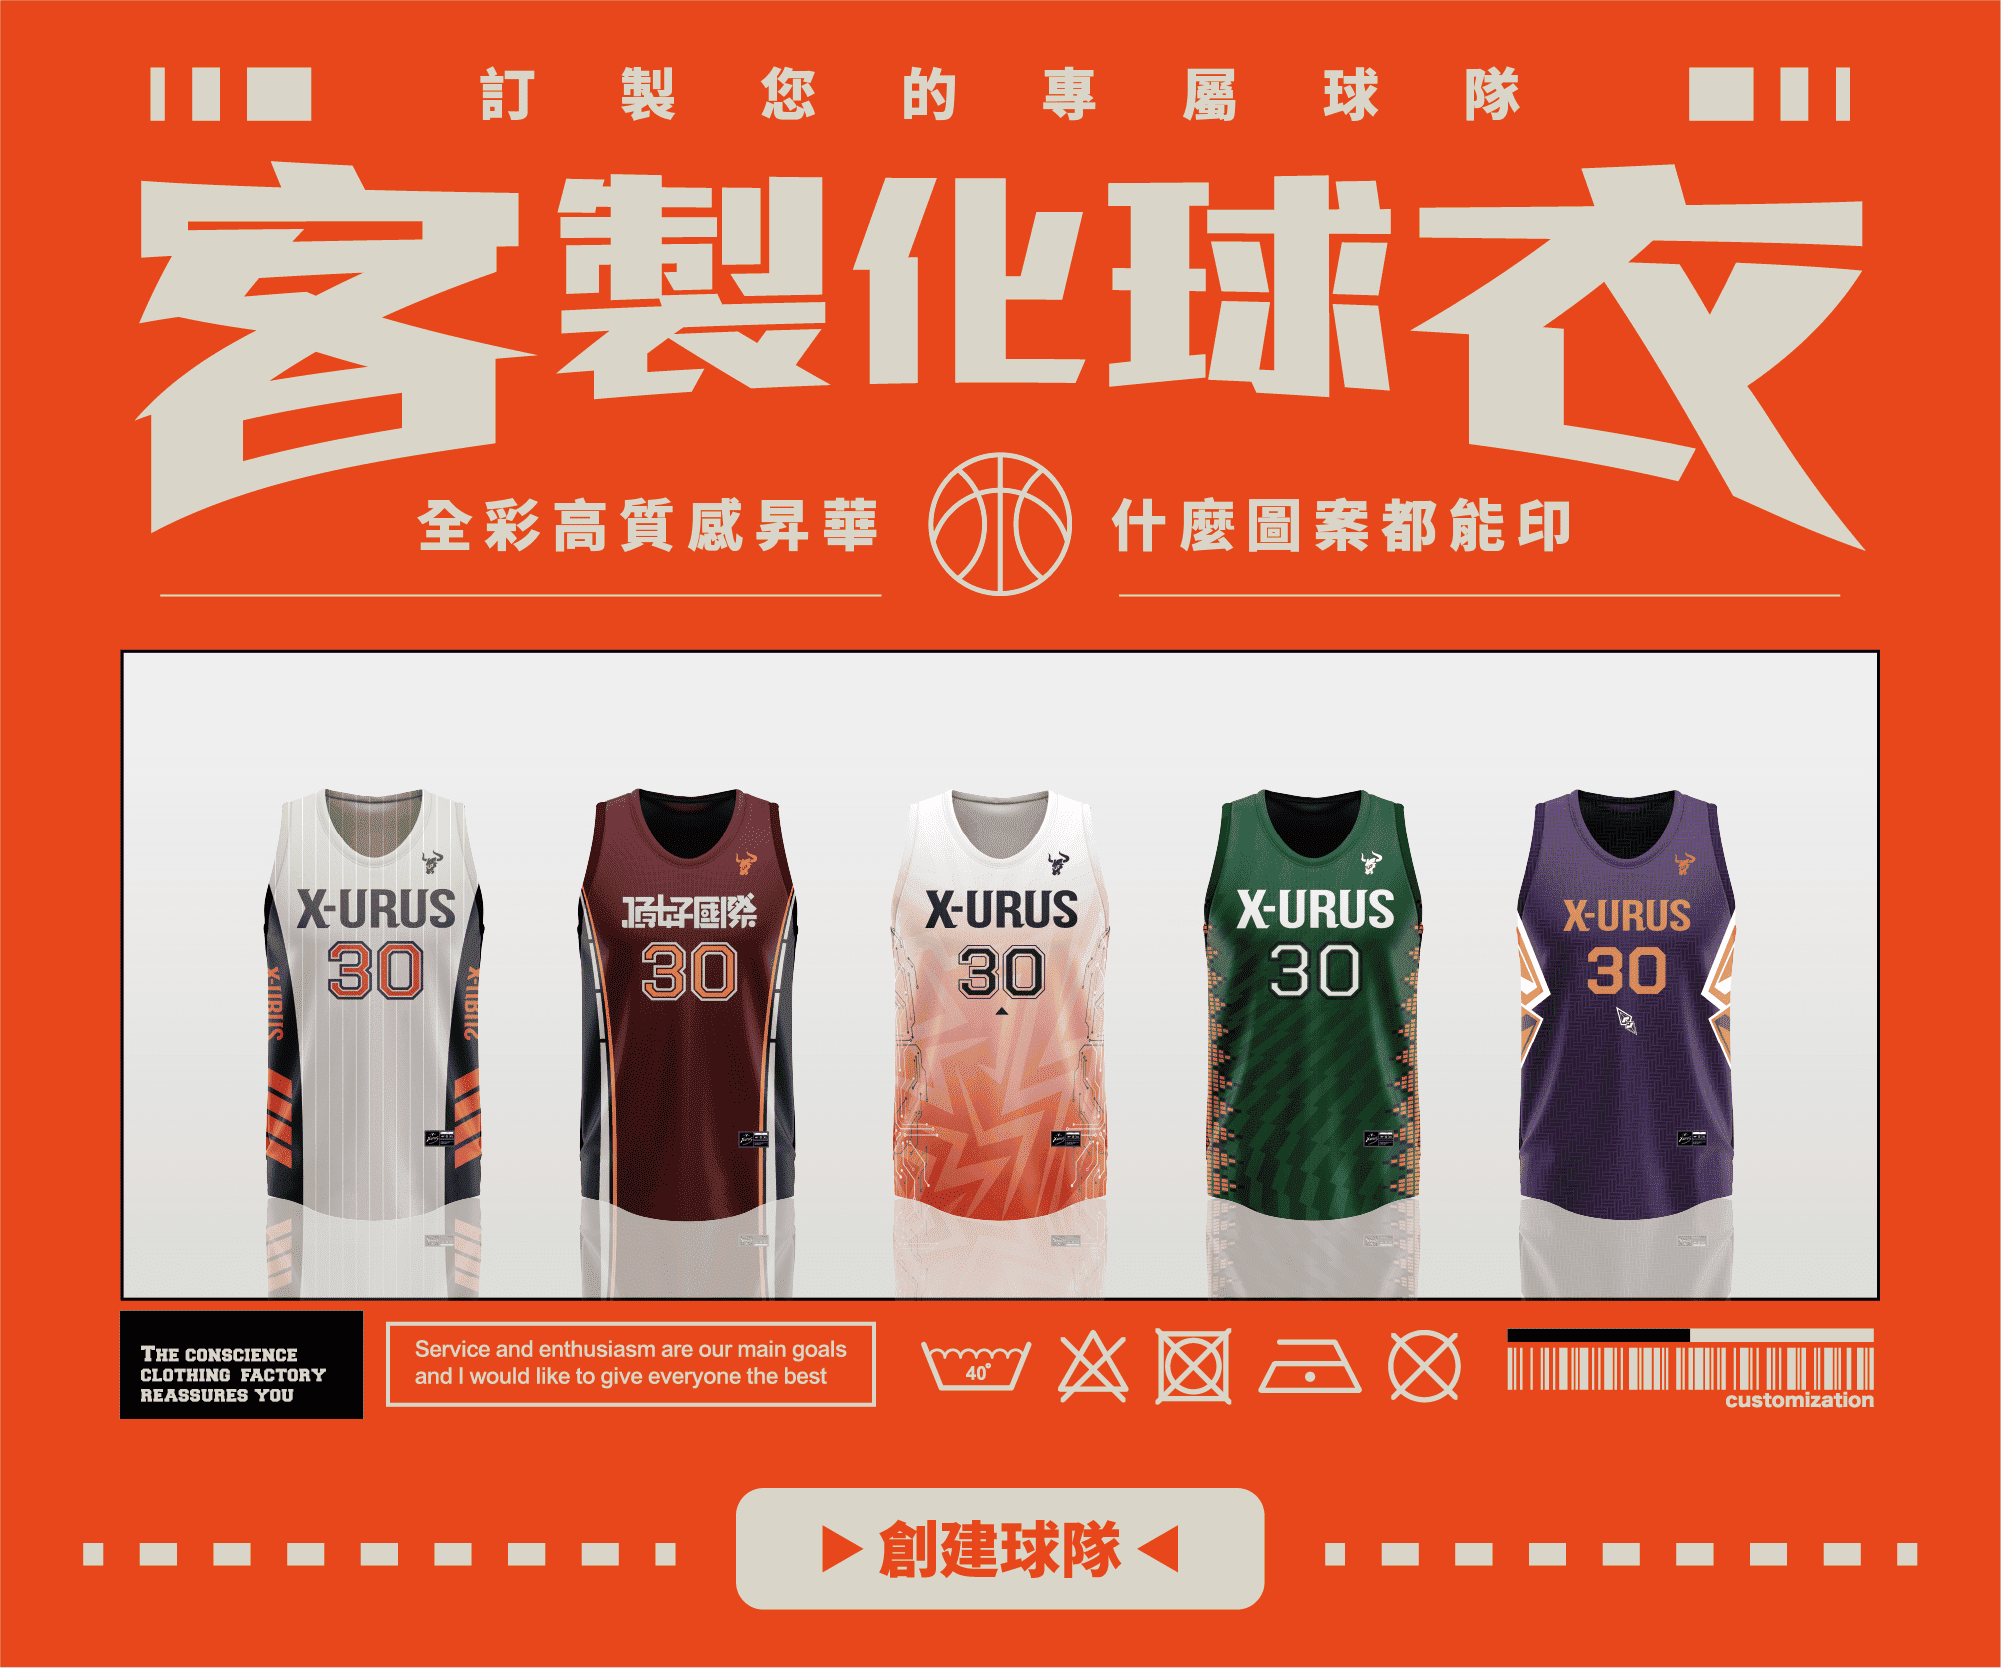 訂製您的專屬球隊
客製化球衣
全彩高質感昇華
什麼圖案都能印
X-URUS
30
X-URUS
X-URUS
國際
30
X-URUS
30
X-URUS
30
X-URUS
30
THE CONSCIENCE
CLOTHING FACTORY
REASSURES YOU
Service and enthusiasm are our main goals
and I would like to give everyone the best
40°
customization
創建球隊